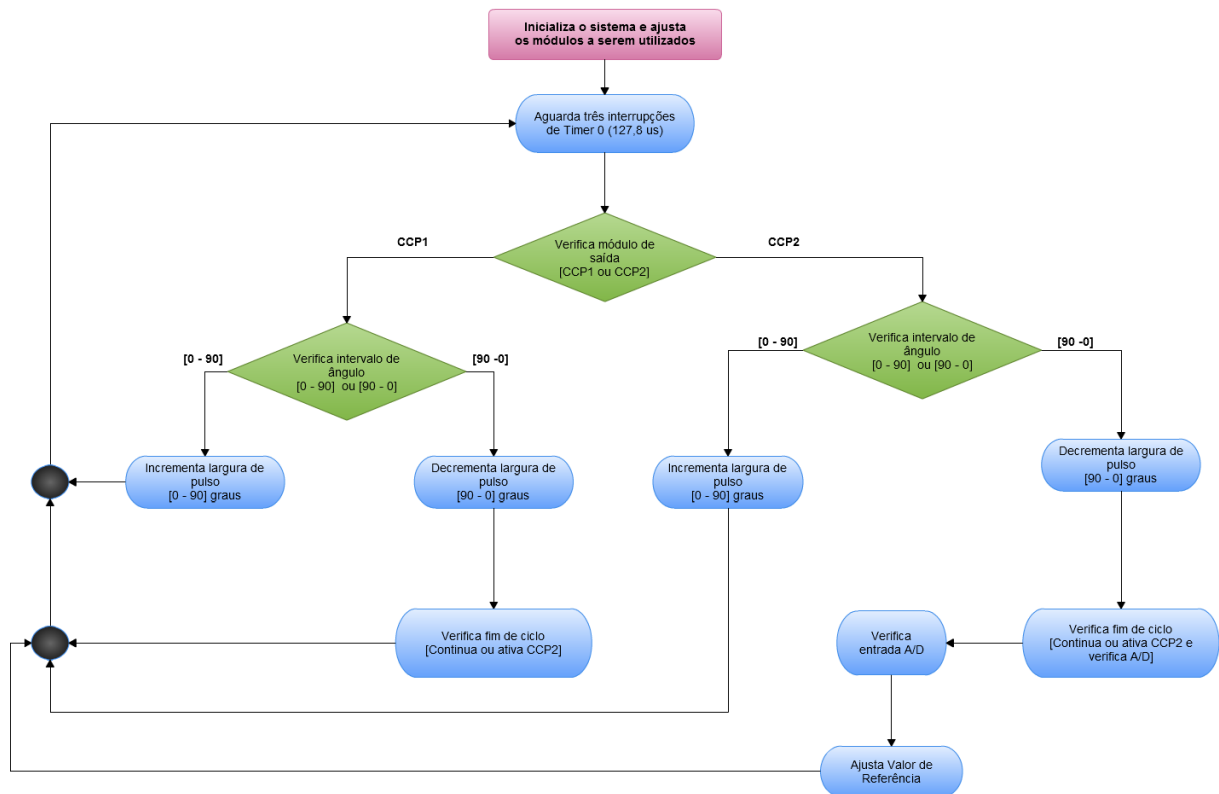 Inicializa o sistema e ajusta
os módulos a serem utilizados
Aguarda três interrupções
de Timer 0 (127,8 us)
CCP1
CCP2
Verifica módulo de
saída
[CCP1 ou CCP2]
[0 - 90]
Verifica intervalo de
ângulo
[0 - 90] ou [90 - 0]
[90 -0]
[0 - 90]
Verifica intervalo de
ângulo
[0 - 90] ou [90 - 0]
[90 -0]
Incrementa largura de
pulso
[0 - 90] graus
Decrementa largura de
pulso
[90 - 0] graus
Incrementa largura de
pulso
[0 - 90] graus
Decrementa largura de
pulso
[90 - 0] graus
Verifica fim de ciclo
[Continua ou ativa CCP2]
Verifica
entrada A/D
Verifica fim de ciclo
[Continua ou ativa CCP2 e
verifica A/D]
Ajusta Valor de
Referência